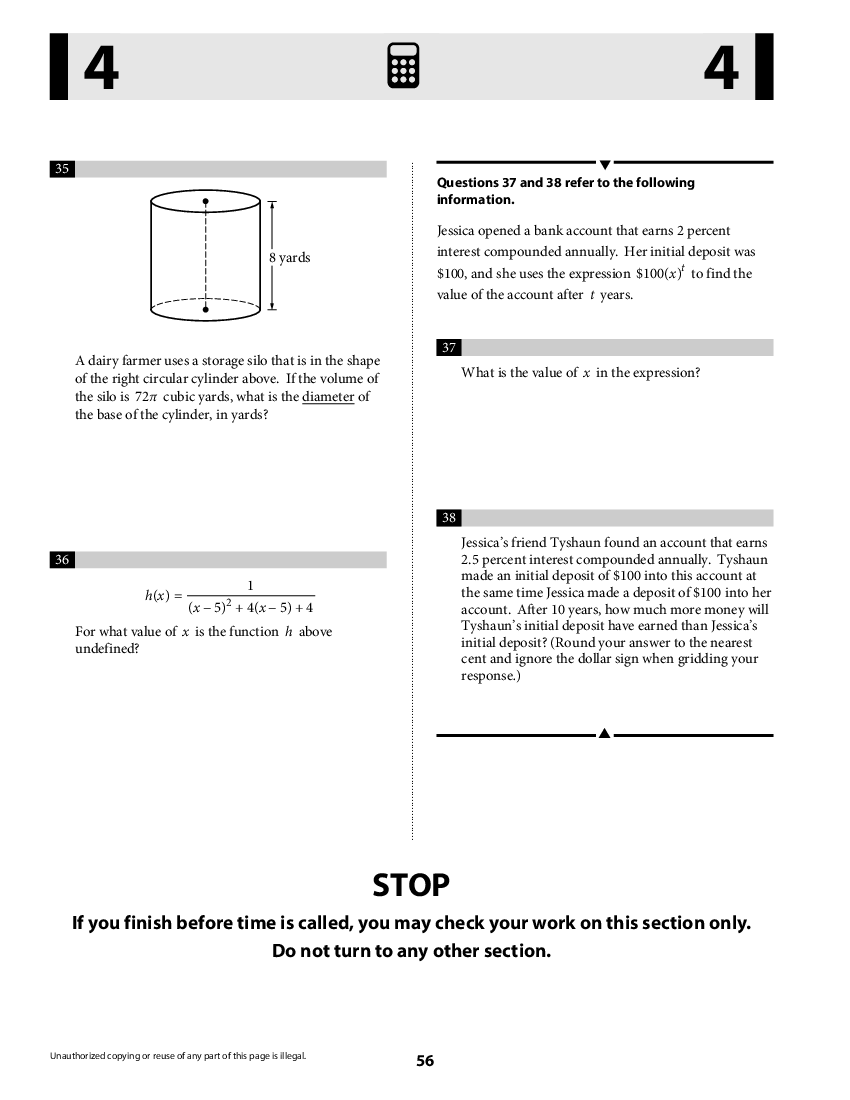 4 4
35
8 yards
A dairy farmer uses a storage silo that is in the shape
of the right circular cylinder above. If the volume of
the silo is 72π cubic yards, what is the diameter of
the base of the cylinder, in yards?
36
h(x) = 1 / (x – 5)² + 4(x – 5) + 4
For what value of x is the function h above
undefined?
Questions 37 and 38 refer to the following
information.
Jessica opened a bank account that earns 2 percent
interest compounded annually. Her initial deposit was
$100, and she uses the expression $100(x)ᵗ to find the
value of the account after t years.
37
What is the value of x in the expression?
38
Jessica’s friend Tyshaun found an account that earns
2.5 percent interest compounded annually. Tyshaun
made an initial deposit of $100 into this account at
the same time Jessica made a deposit of $100 into her
account. After 10 years, how much more money will
Tyshaun’s initial deposit have earned than Jessica’s
initial deposit? (Round your answer to the nearest
cent and ignore the dollar sign when gridding your
response.)
STOP
If you finish before time is called, you may check your work on this section only.
Do not turn to any other section.
Unauthorized copying or reuse of any part of this page is illegal.
56